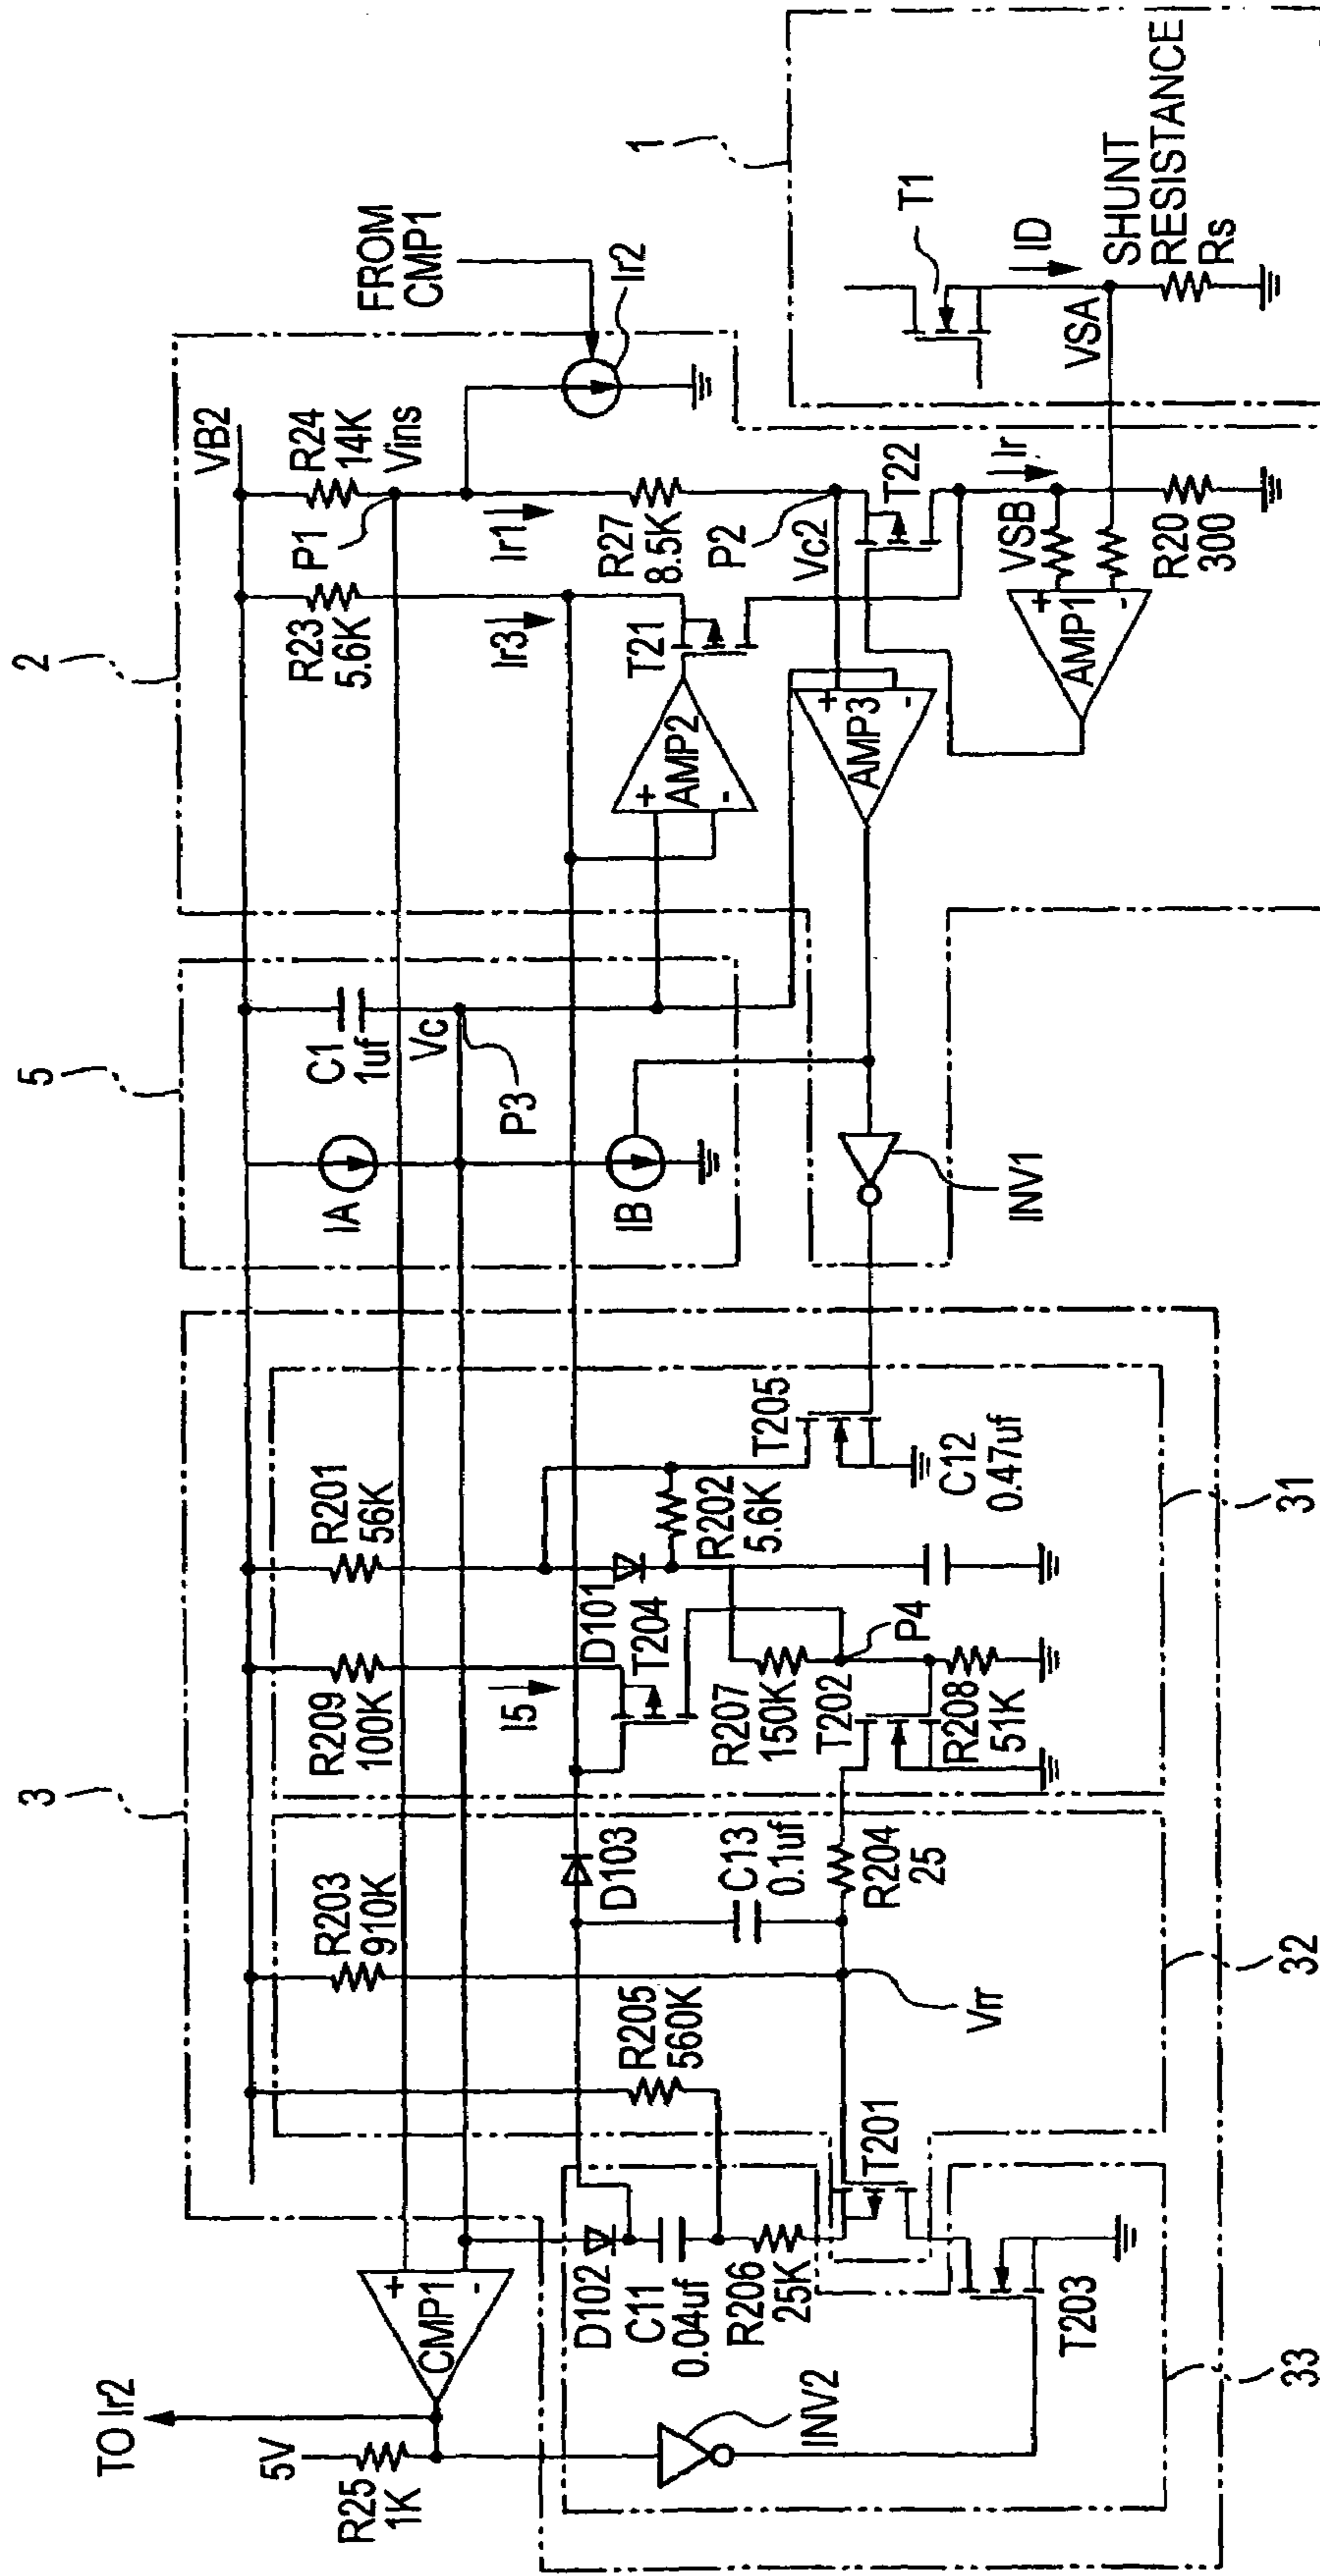 TO Ir2
5V
R25
1K
CMP1
+
-
INV2
33
D102
C11
0.04uf
R206
25K
T203
T201
R205
560K
R203
910K
Vrr
32
3
D103
C13
0.1uf
R204
25
R209
100K
I5
D101
T204
R207
150K
T202
P4
R208
51K
R201
56K
R202
5.6K
T205
C12
0.47uf
31
5
IA
IB
C1
1uf
Vc
P3
INV1
2
VB2
R23
5.6K
R24
14K
P1
Vins
Ir3
Ir1
AMP2
+
-
T21
R27
8.5K
P2
Vc2
AMP3
+
-
T22
Ir
VSB
AMP1
+
-
R20
300
FROM
CMP1
Ir2
1
T1
ID
VSA
SHUNT
RESISTANCE
Rs